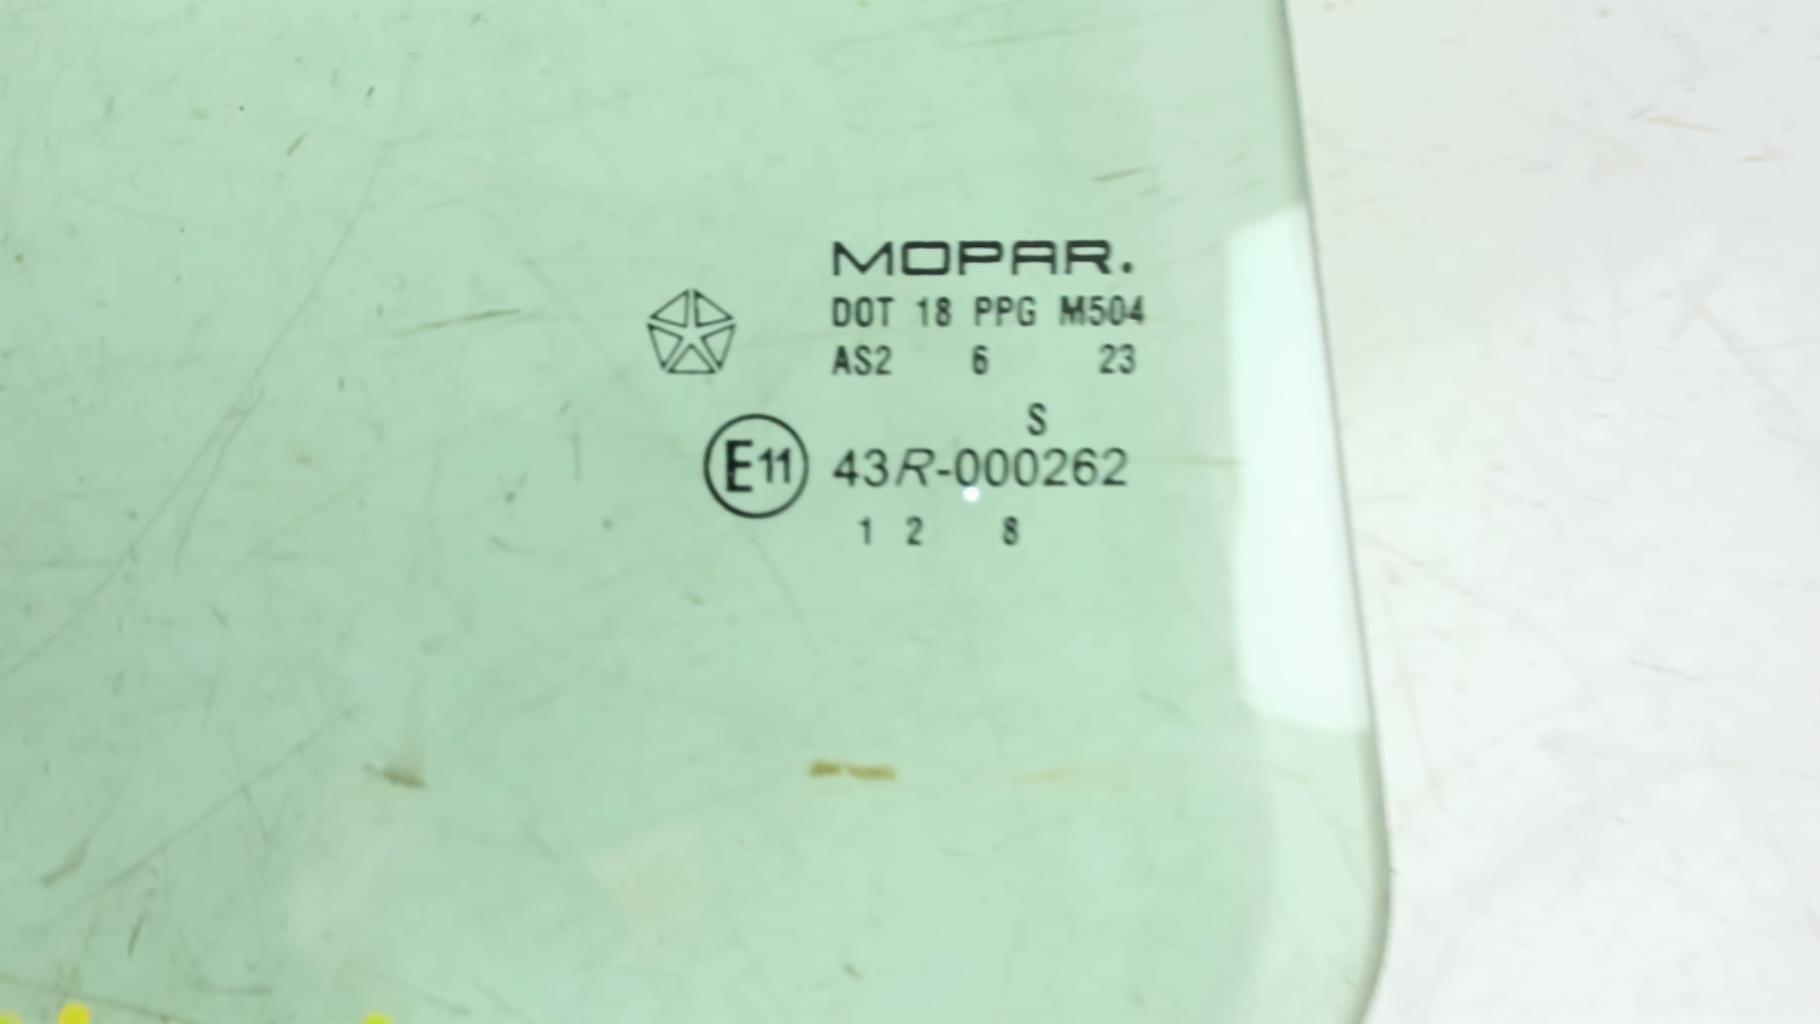 MOPAR.
DOT 18 PPG M504
AS2 6 23
S
E11 43R-000262
1 2 8